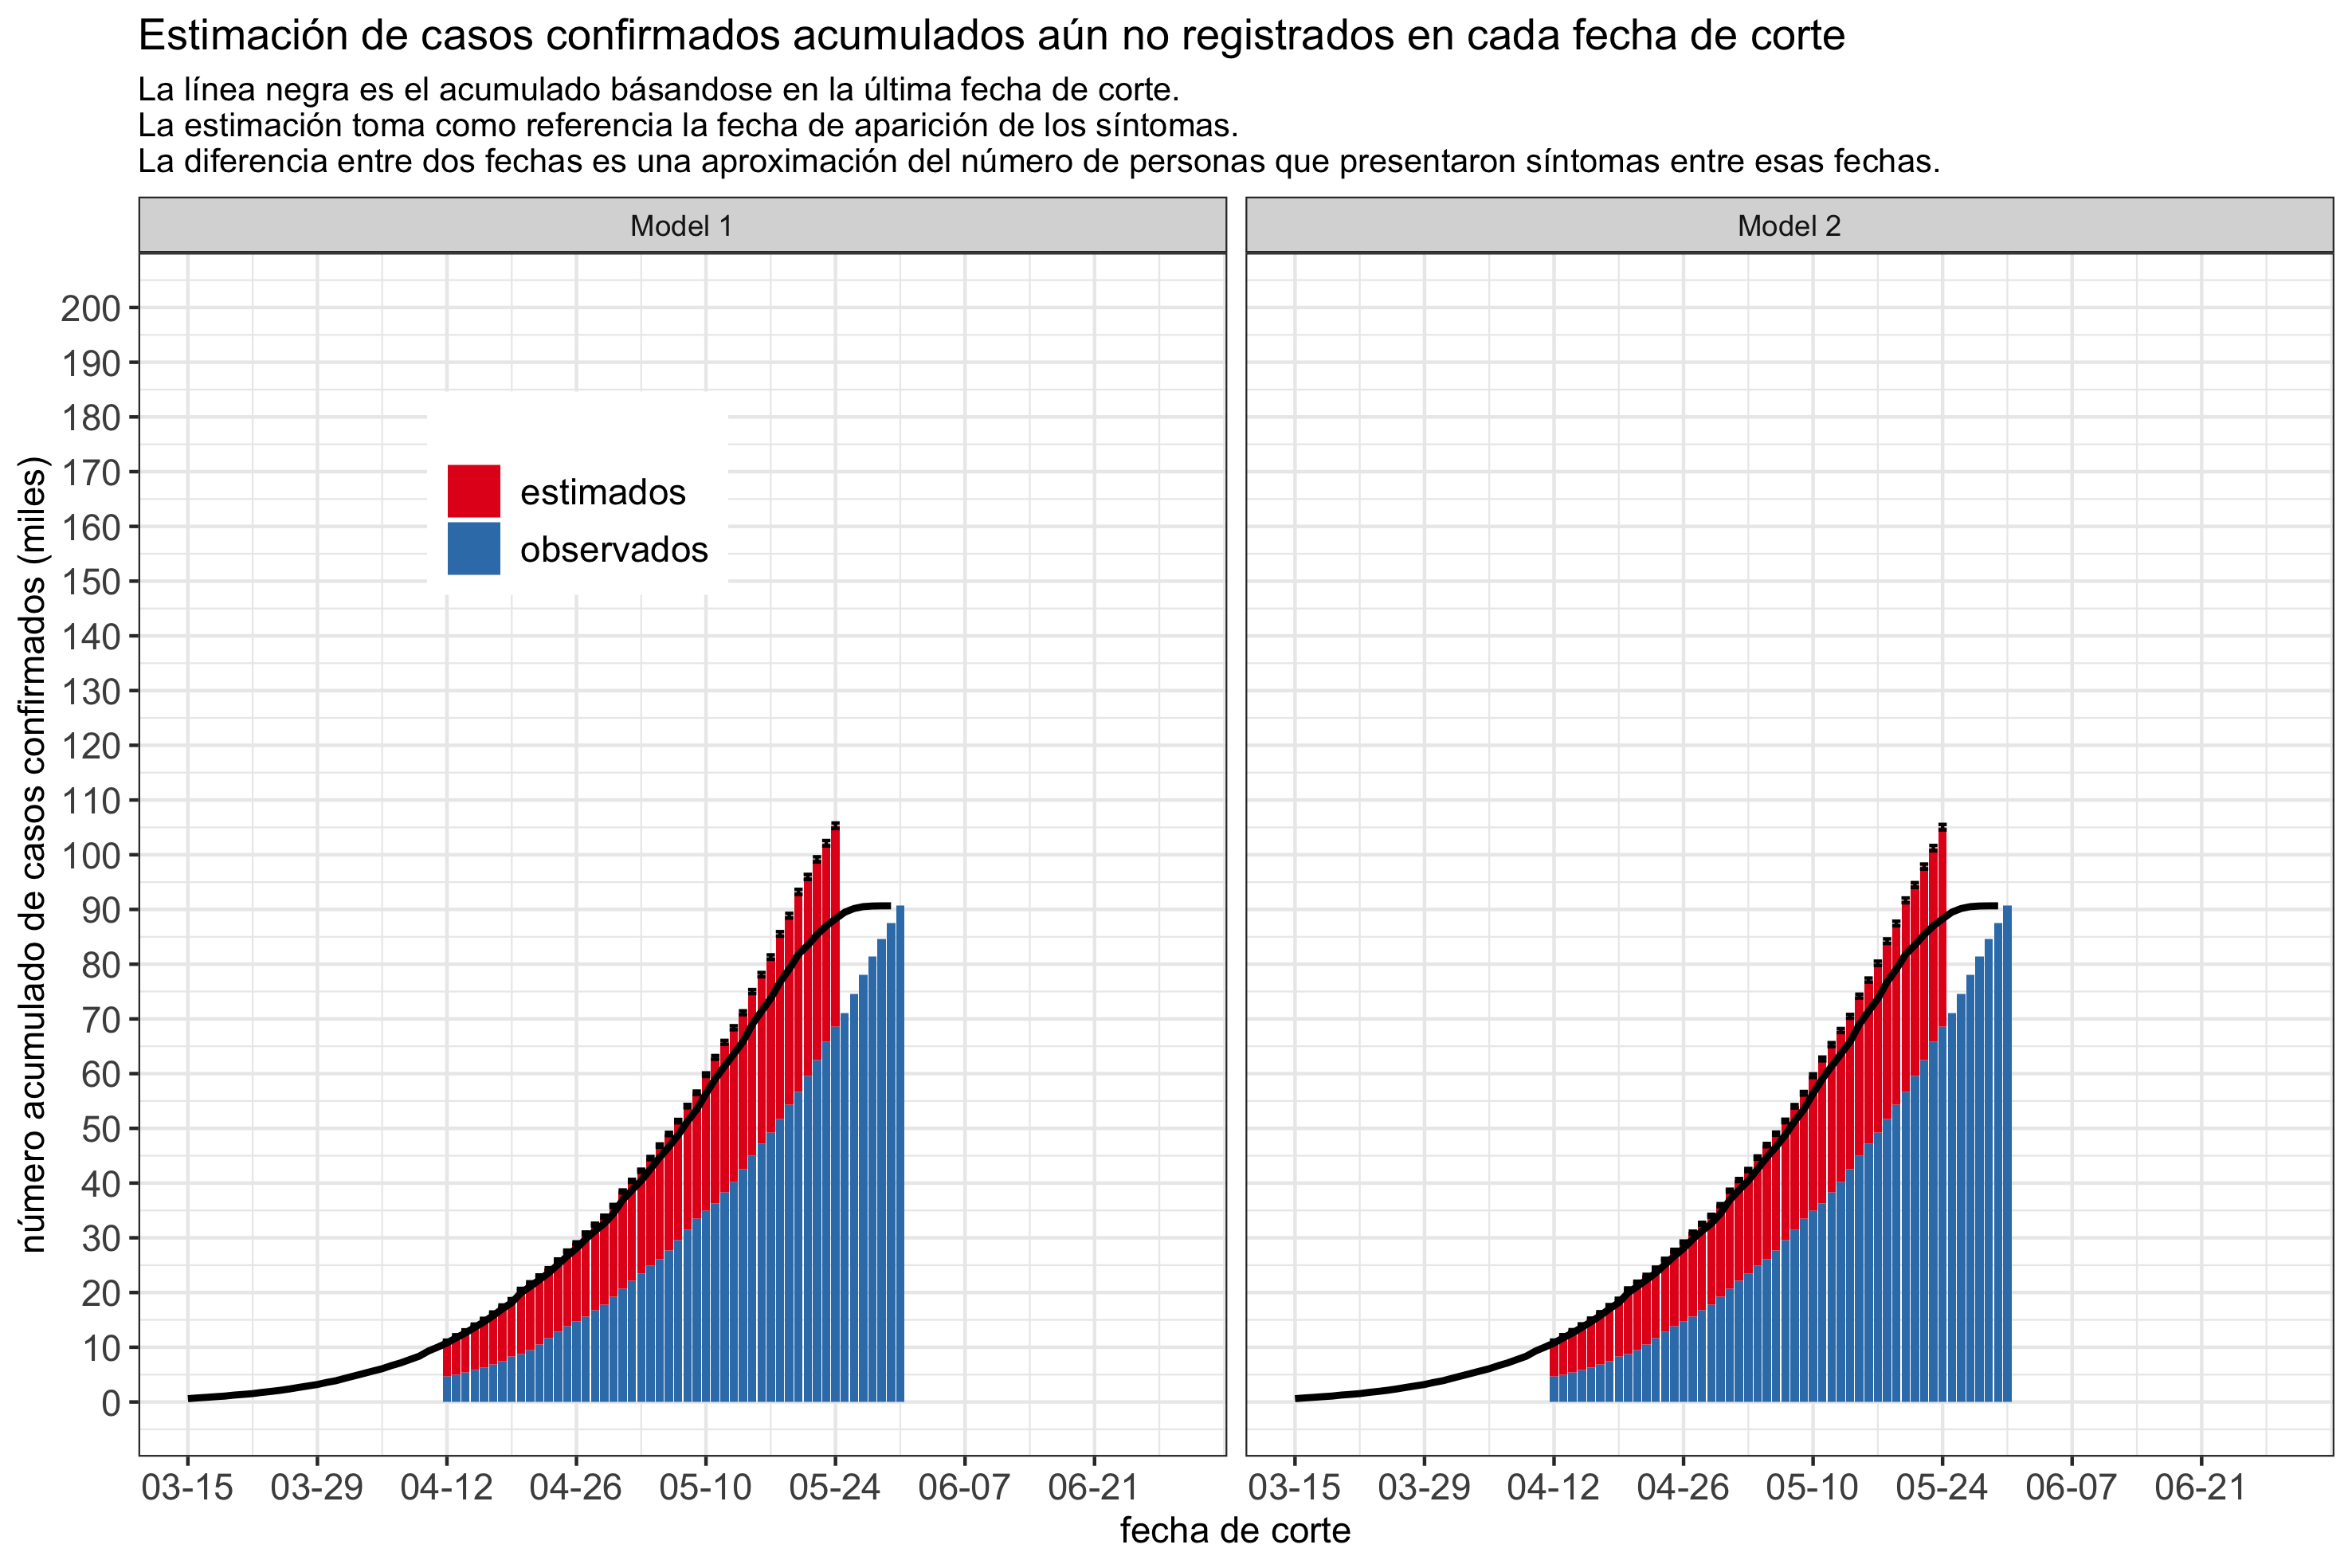 Estimación de casos confirmados acumulados aún no registrados en cada fecha de corte
La línea negra es el acumulado básandose en la última fecha de corte.
La estimación toma como referencia la fecha de aparición de los síntomas.
La diferencia entre dos fechas es una aproximación del número de personas que presentaron síntomas entre esas fechas.
Model 1
Model 2
número acumulado de casos confirmados (miles)
200
190
180
170
160
150
140
130
120
110
100
90
80
70
60
50
40
30
20
10
0
estimados
observados
03-15 03-29 04-12 04-26 05-10 05-24 06-07 06-21
03-15 03-29 04-12 04-26 05-10 05-24 06-07 06-21
fecha de corte